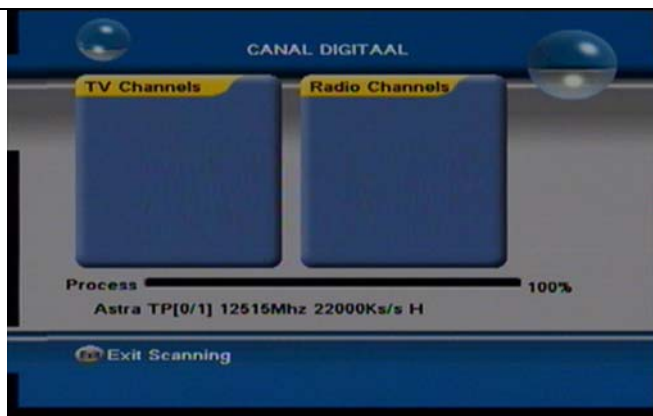 CANAL DIGITAAL
TV Channels
Radio Channels
Process 100%
Astra TP[0/1] 12515Mhz 22000Ks/s H
Exit Scanning